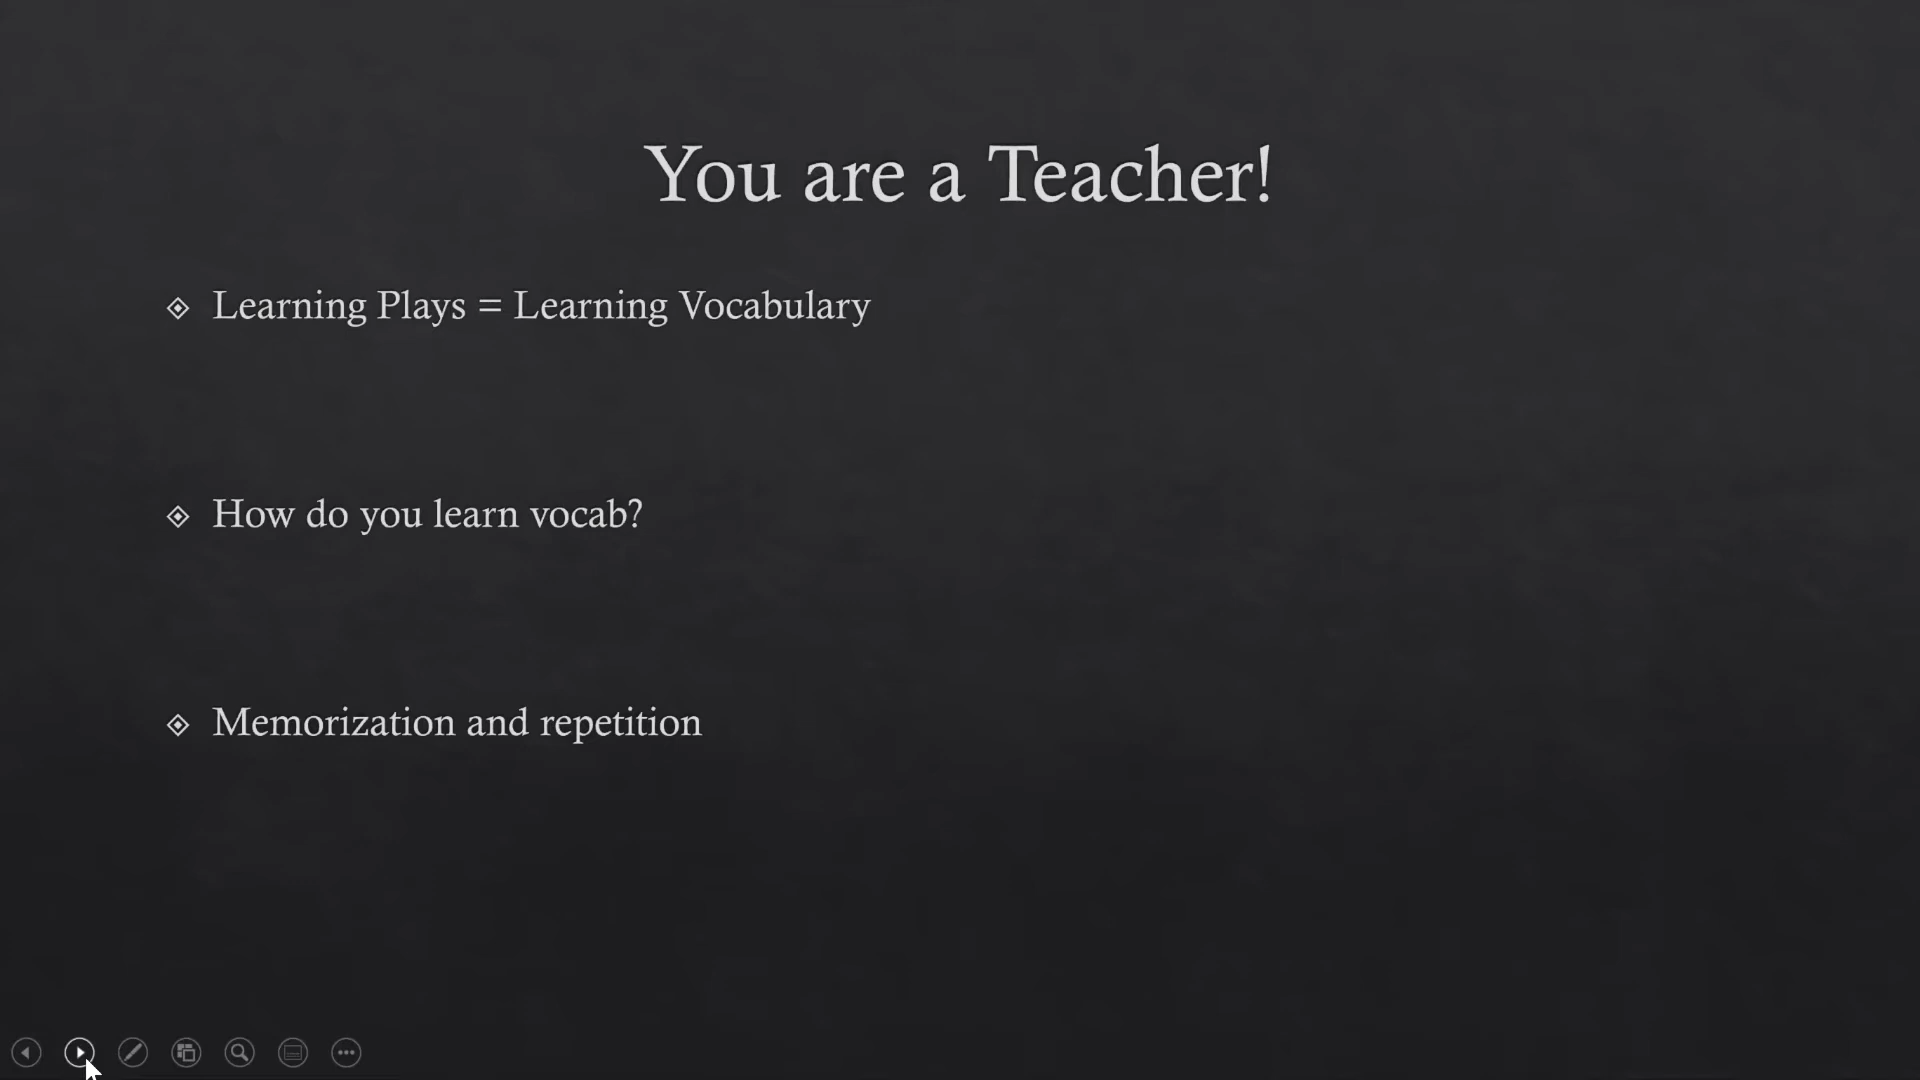 You are a Teacher!
Learning Plays = Learning Vocabulary
How do you learn vocab?
Memorization and repetition